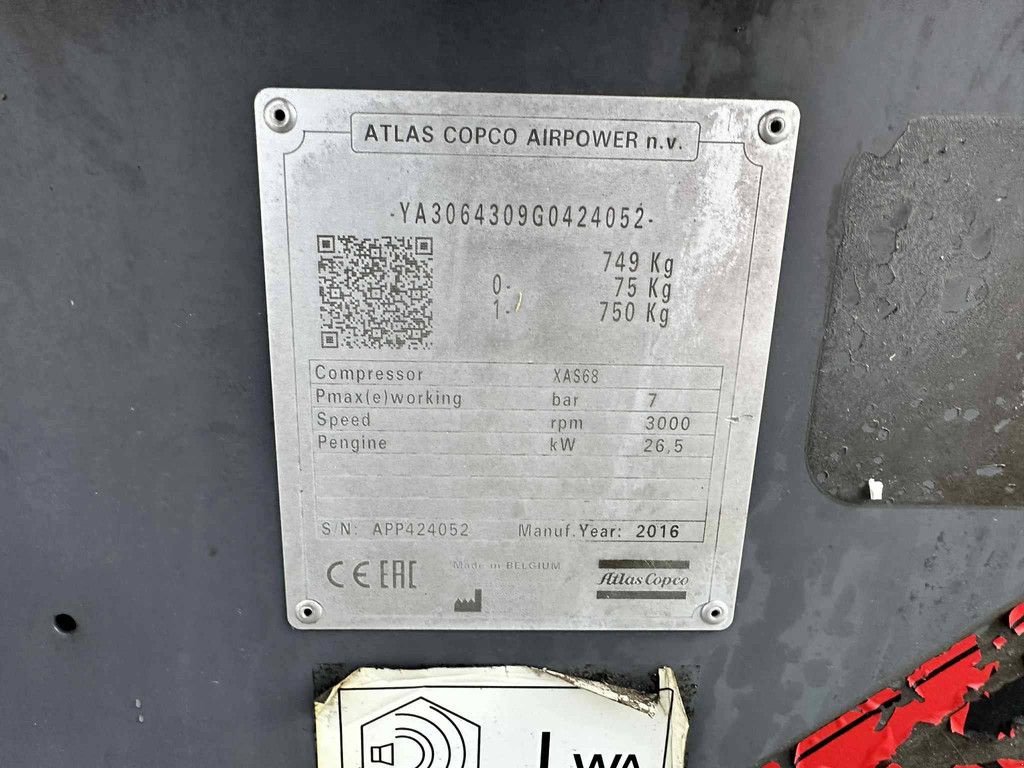 ATLAS COPCO AIRPOWER n.v.
-YA3064309G0424052-
749 Kg
0- 75 Kg
1- 750 Kg
Compressor XAS68
Pmax(e)working bar 7
Speed rpm 3000
Pengine kW 26,5
S/N: APP424052 Manuf.Year: 2016
CE EAC Made in BELGIUM Atlas Copco
LWA